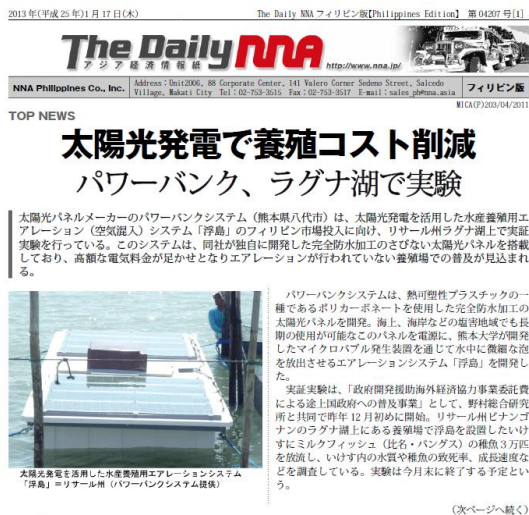 2013年(平成25年)1月17日(木)
The Daily NNA フィリピン版【Philippines Edition】 第04207号[1]
The Daily NNA
アジア経済情報紙
http://www.nna.jp/
NNA Philippines Co., Inc.
Address：Unit2006, 88 Corporate Center, 141 Valero Corner Sedeno Street, Salcedo
Village, Makati City Tel：02-753-3515 Fax：02-753-3517 E-mail：sales_ph@nna.asia
フィリピン版
MICA(P)203/04/2011
TOP NEWS
太陽光発電で養殖コスト削減
パワーバンク、ラグナ湖で実験
太陽光パネルメーカーのパワーバンクシステム（熊本県八代市）は、太陽光発電を活用した水産養殖用エ
アレーション（空気混入）システム「浮島」のフィリピン市場投入に向け、リサール州ラグナ湖上で実証
実験を行っている。このシステムは、同社が独自に開発した完全防水加工のさびない太陽光パネルを搭載
しており、高額な電気料金が足かせとなりエアレーションが行われていない養殖場での普及が見込まれ
る。
太陽光発電を活用した水産養殖用エアレーションシステム
「浮島」＝リサール州（パワーバンクシステム提供）
パワーバンクシステムは、熱可塑性プラスチックの一
種であるポリカーボネートを使用した完全防水加工の
太陽光パネルを開発。海上、海岸などの塩害地域でも長
期の使用が可能なこのパネルを電源に、熊本大学が開発
したマイクロバブル発生装置を通じて水中に微細な泡
を放出させるエアレーションシステム「浮島」を開発し
た。
実証実験は、「政府開発援助海外経済協力事業委託費
による途上国政府への普及事業」として、野村総合研究
所と共同で昨年12月初めに開始。リサール州ビナンゴ
ナンのラグナ湖上にある養殖場で浮島を設置したいけ
すにミルクフィッシュ（比名・バングス）の稚魚３万匹
を放流し、いけす内の水質や稚魚の致死率、成長速度な
どを調査している。実験は今月末に終了する予定とい
う。
（次ページへ続く）